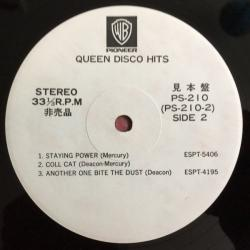 WB
PIONEER
QUEEN DISCO HITS
STEREO
33⅓R.P.M
非売品
見本盤
PS-210
(PS-210-2)
SIDE 2
1. STAYING POWER (Mercury) ESPT-5406
2. COLL CAT (Deacon-Mercury)
3. ANOTHER ONE BITE THE DUST (Deacon) ESPT-4195